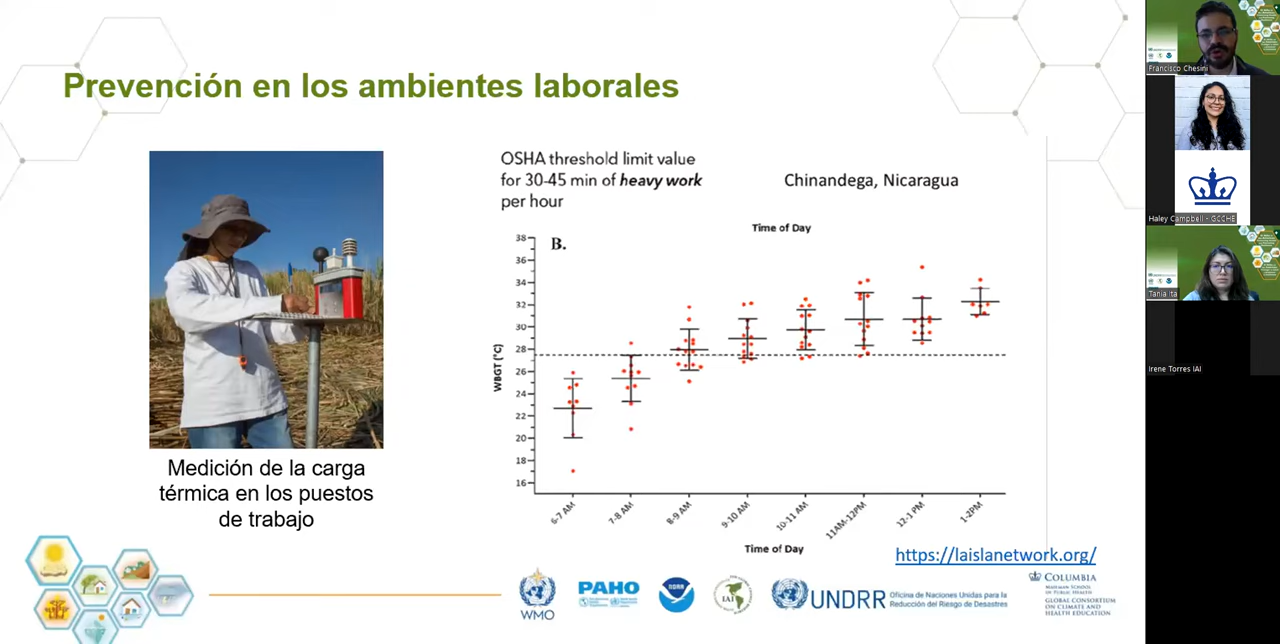 Prevención en los ambientes laborales
OSHA threshold limit value
for 30-45 min of heavy work
per hour
Chinandega, Nicaragua
Time of Day
B.
38
36
34
32
30
28
26
24
22
20
18
16
WBGT (°C)
6-7 AM
7-8 AM
8-9 AM
9-10 AM
10-11 AM
11AM-12PM
12-1 PM
1-2PM
Time of Day
Medición de la carga
térmica en los puestos
de trabajo
https://laislanetwork.org/
WMO
PAHO
NOAA
IAI
UNDRR
Oficina de Naciones Unidas para la
Reducción del Riesgo de Desastres
COLUMBIA
MAILMAN SCHOOL
OF PUBLIC HEALTH
GLOBAL CONSORTIUM
ON CLIMATE AND
HEALTH EDUCATION
Francisco Chesini
Haley Campbell - GCCHE
Tania Ita
Irene Torres IAI